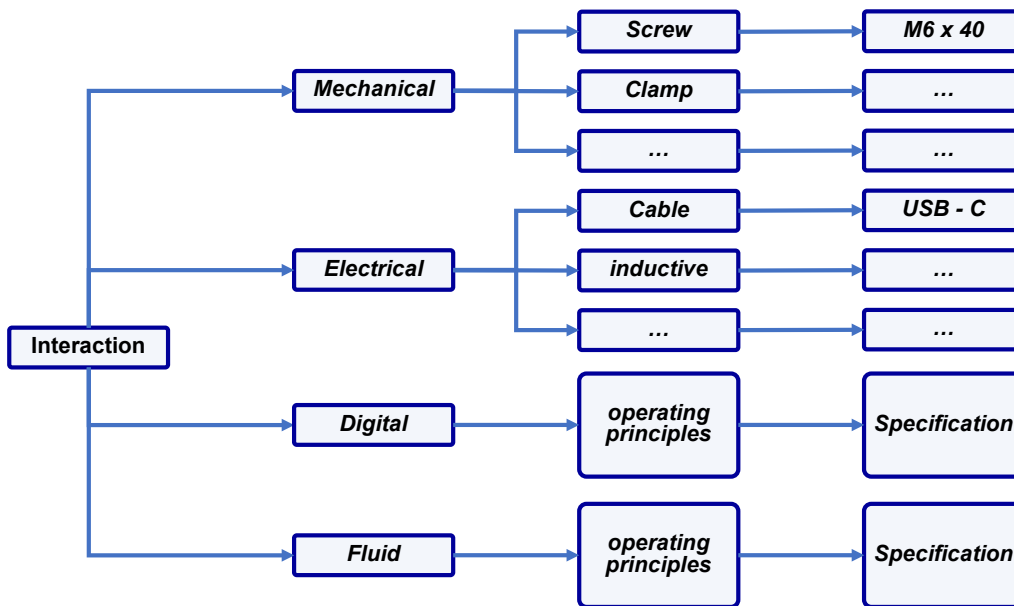 Screw
M6 x 40
Mechanical
Clamp
...
...
...
Cable
USB - C
Electrical
inductive
...
...
...
Interaction
Digital
operating
principles
Specification
Fluid
operating
principles
Specification